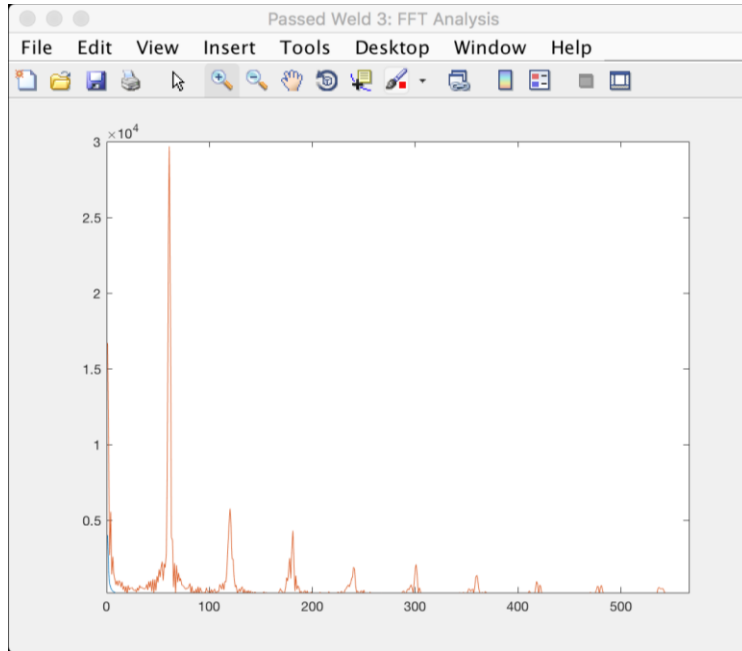 Passed Weld 3: FFT Analysis
File Edit View Insert Tools Desktop Window Help
×10⁴
3
2.5
2
1.5
1
0.5
0 100 200 300 400 500